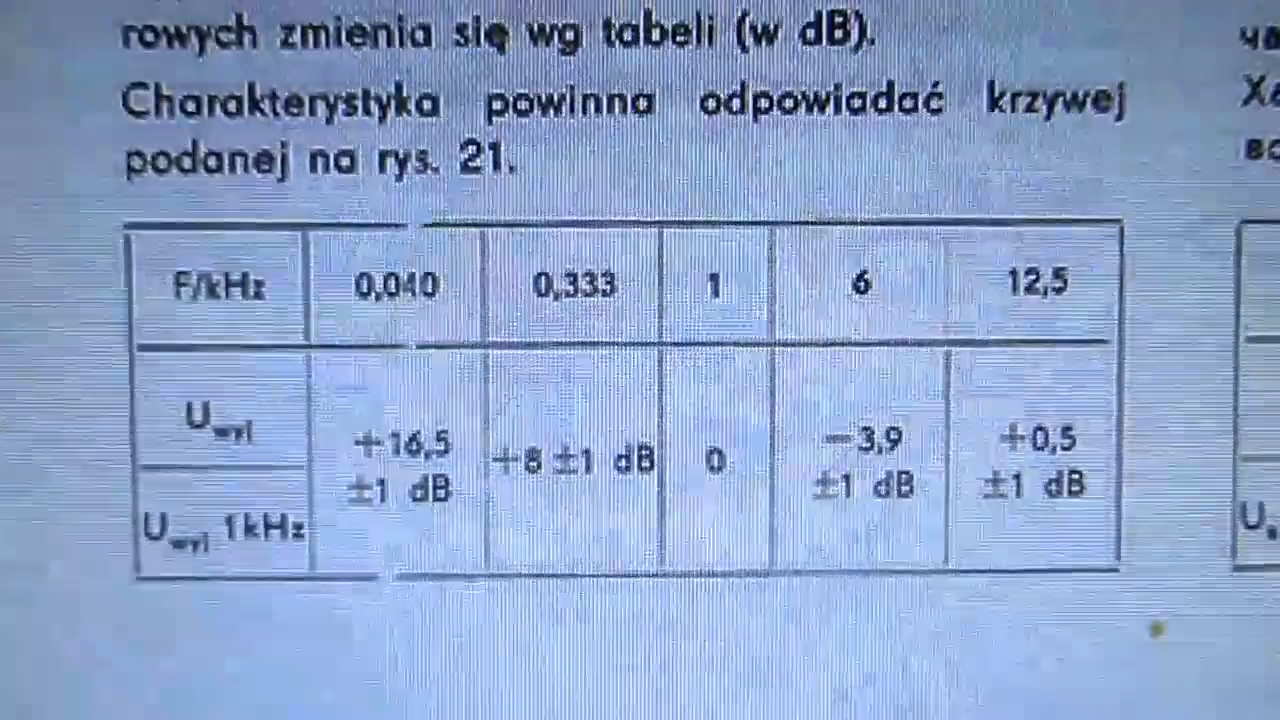 rowych zmienia się wg tabeli (w dB).
Charakterystyka powinna odpowiadać krzywej
podanej na rys. 21.
F/kHz 0,040 0,333 1 6 12,5
U wyj
U wyj 1kHz
+16,5 ±1 dB
+8 ±1 dB
0
−3,9 ±1 dB
+0,5 ±1 dB